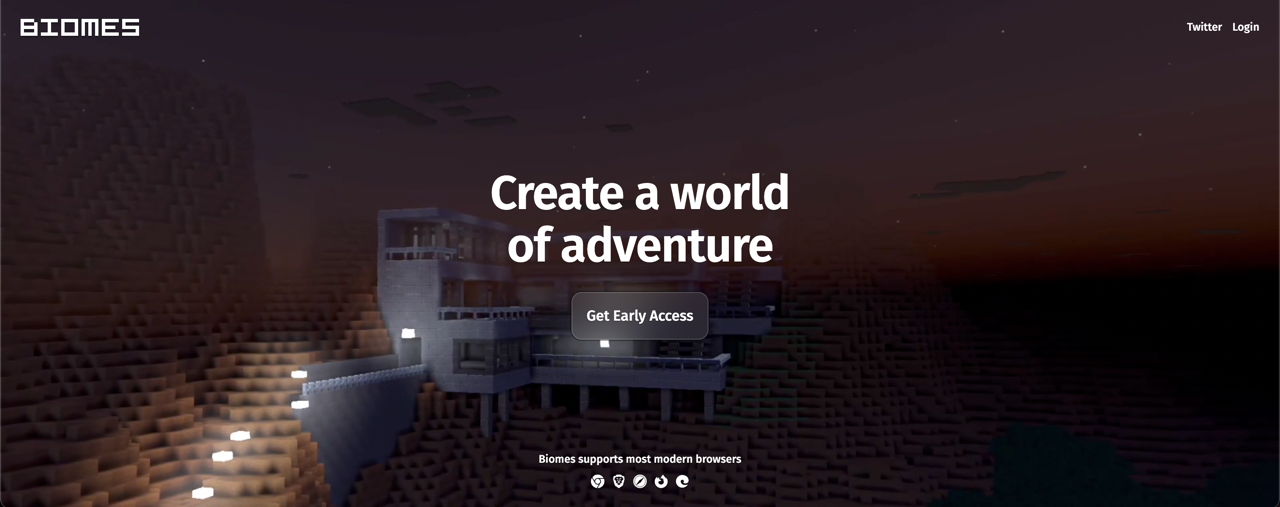 BIOMES
Twitter Login
Create a world
of adventure
Get Early Access
Biomes supports most modern browsers